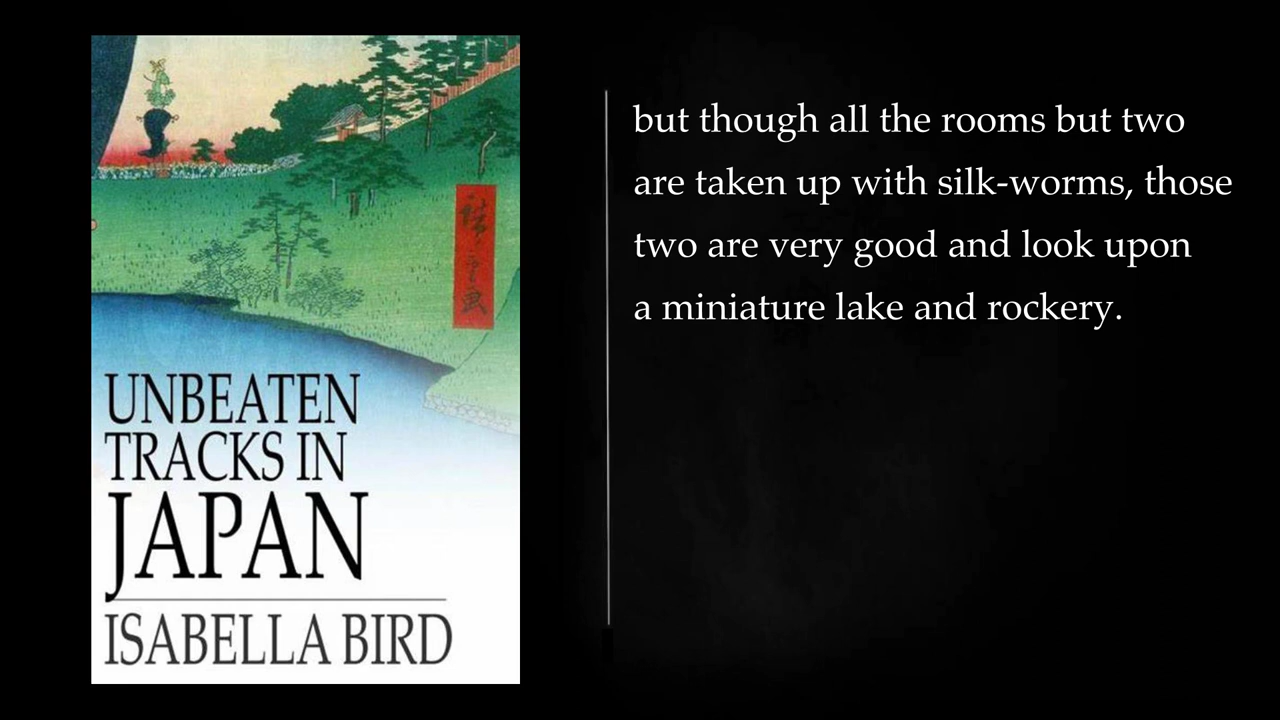 UNBEATEN
TRACKS IN
JAPAN
ISABELLA BIRD
but though all the rooms but two
are taken up with silk-worms, those
two are very good and look upon
a miniature lake and rockery.